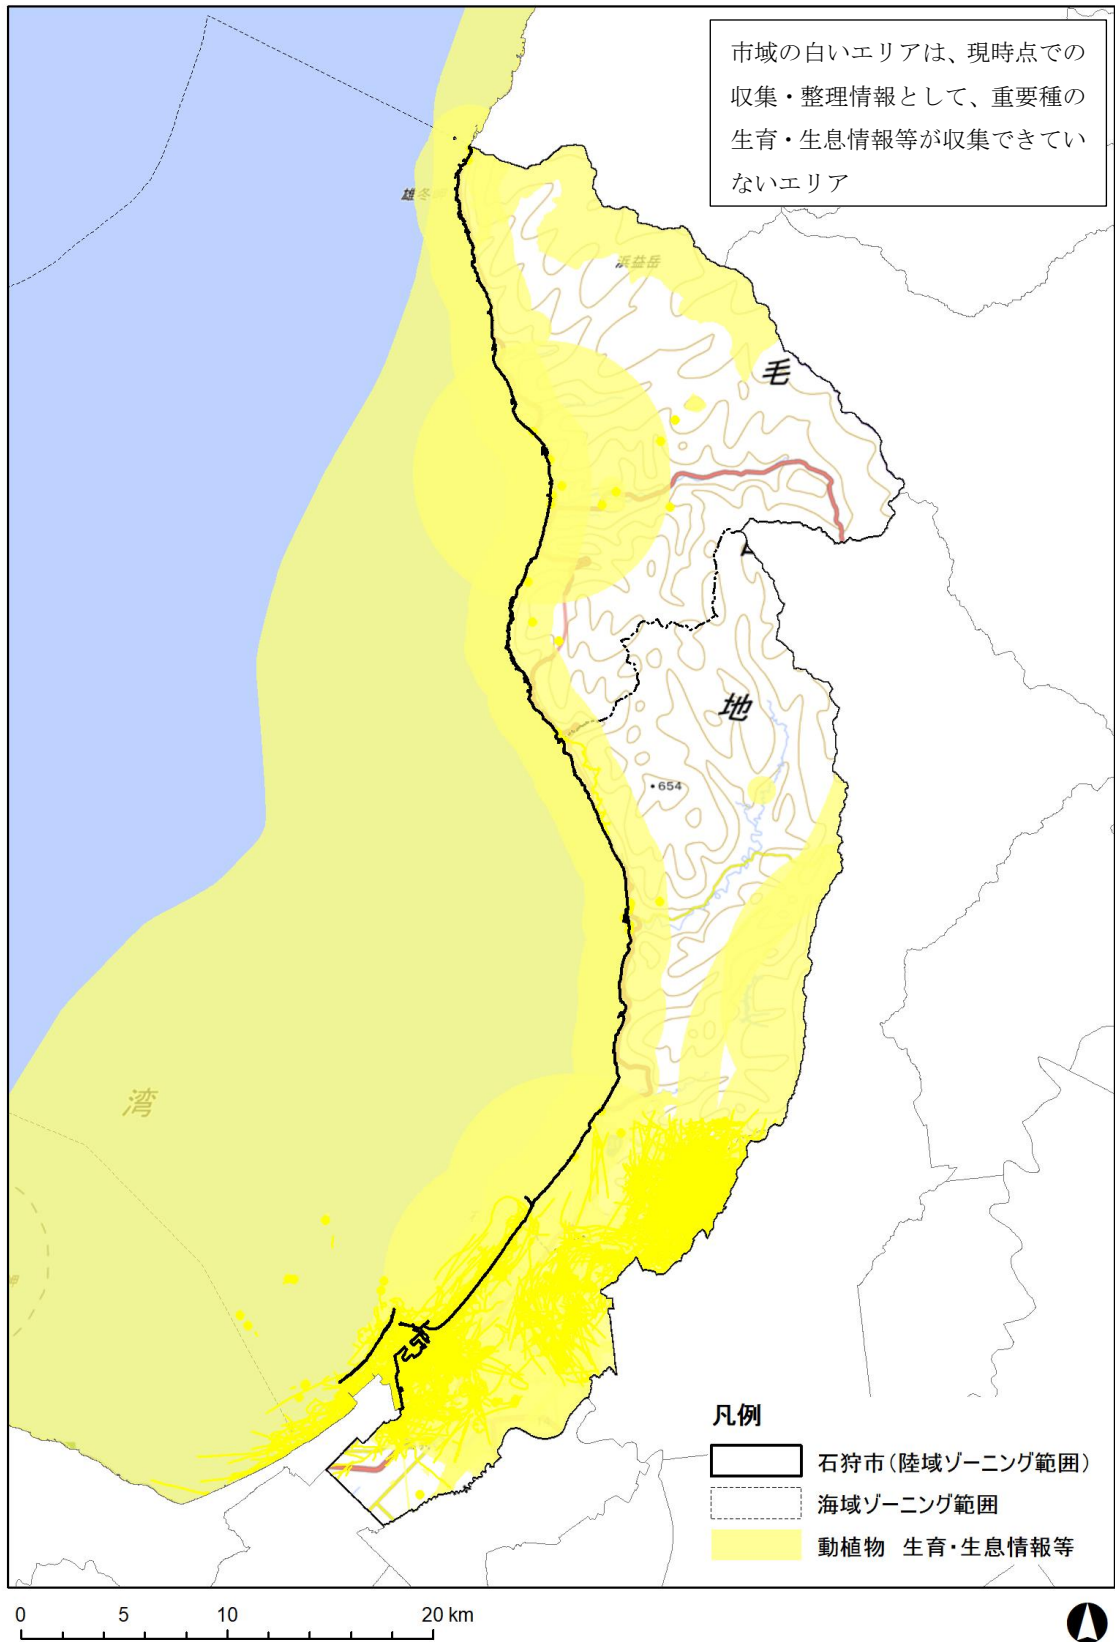 市域の白いエリアは、現時点での
収集・整理情報として、重要種の
生育・生息情報等が収集できてい
ないエリア
雄冬
浜益岳
毛
地
・654
湾
凡例
石狩市(陸域ゾーニング範囲)
海域ゾーニング範囲
動植物 生育・生息情報等
0 5 10 20 km